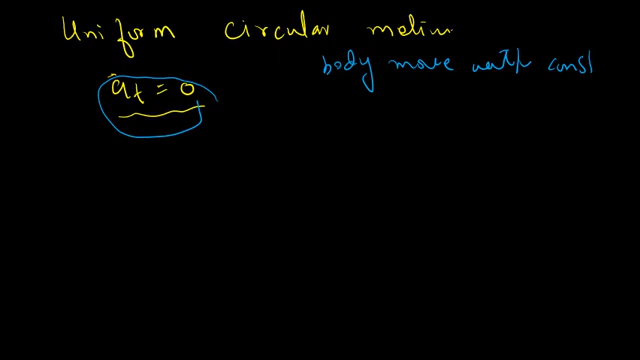 Uniform Circular motion
body move with const
at = 0